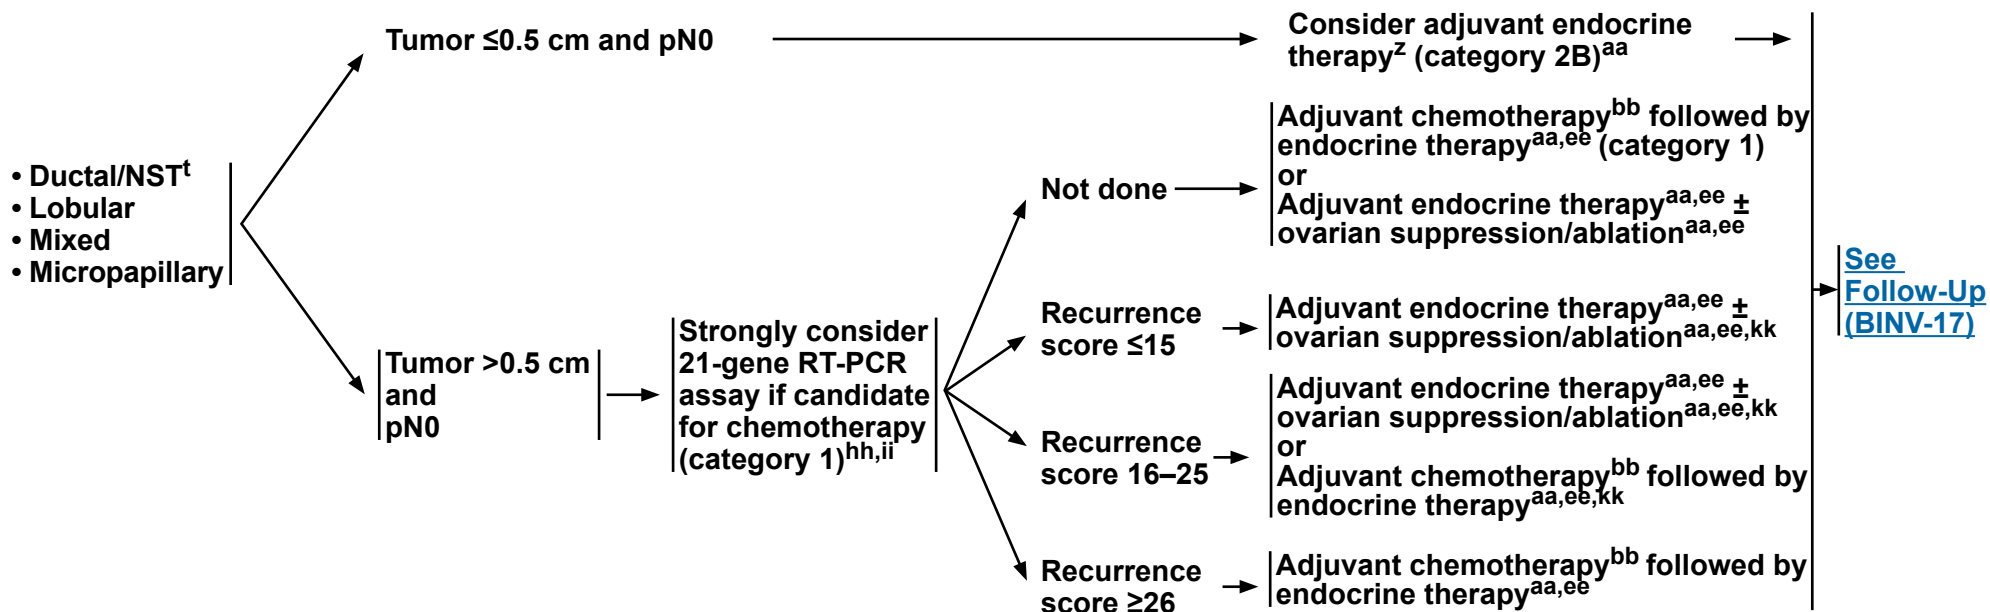 • Ductal/NSTt
• Lobular
• Mixed
• Micropapillary
Tumor ≤0.5 cm and pN0
Consider adjuvant endocrine
therapyz (category 2B)aa
Tumor >0.5 cm
and
pN0
Strongly consider
21-gene RT-PCR
assay if candidate
for chemotherapy
(category 1)hh,ii
Not done
Adjuvant chemotherapybb followed by
endocrine therapyaa,ee (category 1)
or
Adjuvant endocrine therapyaa,ee ±
ovarian suppression/ablationaa,ee
Recurrence
score ≤15
Adjuvant endocrine therapyaa,ee ±
ovarian suppression/ablationaa,ee,kk
Recurrence
score 16–25
Adjuvant endocrine therapyaa,ee ±
ovarian suppression/ablationaa,ee,kk
or
Adjuvant chemotherapybb followed by
endocrine therapyaa,ee,kk
Recurrence
score ≥26
Adjuvant chemotherapybb followed by
endocrine therapyaa,ee
See
Follow-Up
(BINV-17)